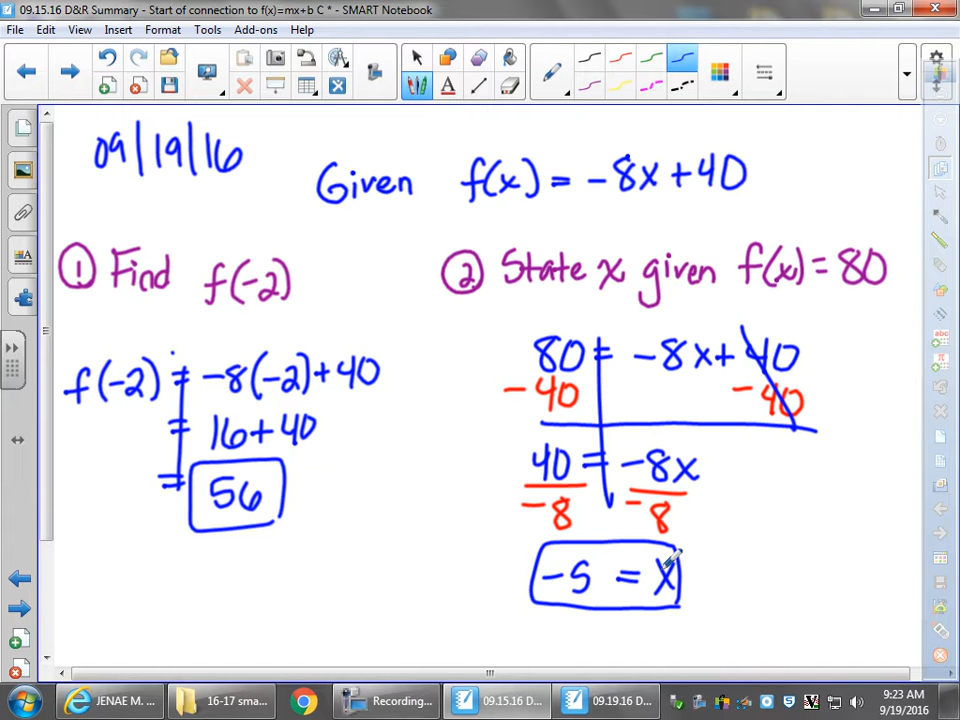 09.15.16 D&R Summary - Start of connection to f(x)=mx+b C * - SMART Notebook
File Edit View Insert Format Tools Add-ons Help
09/19/16
Given f(x) = -8x + 40
① Find f(-2)
f(-2) = -8(-2)+40
= 16+40
= 56
② State x given f(x) = 80
80 = -8x + 40
-40 -40
40 = -8x
-8 -8
-5 = x
JENAE M. ... 16-17 sma... Recording... 09.15.16 D... 09.19.16 D...
9:23 AM
9/19/2016